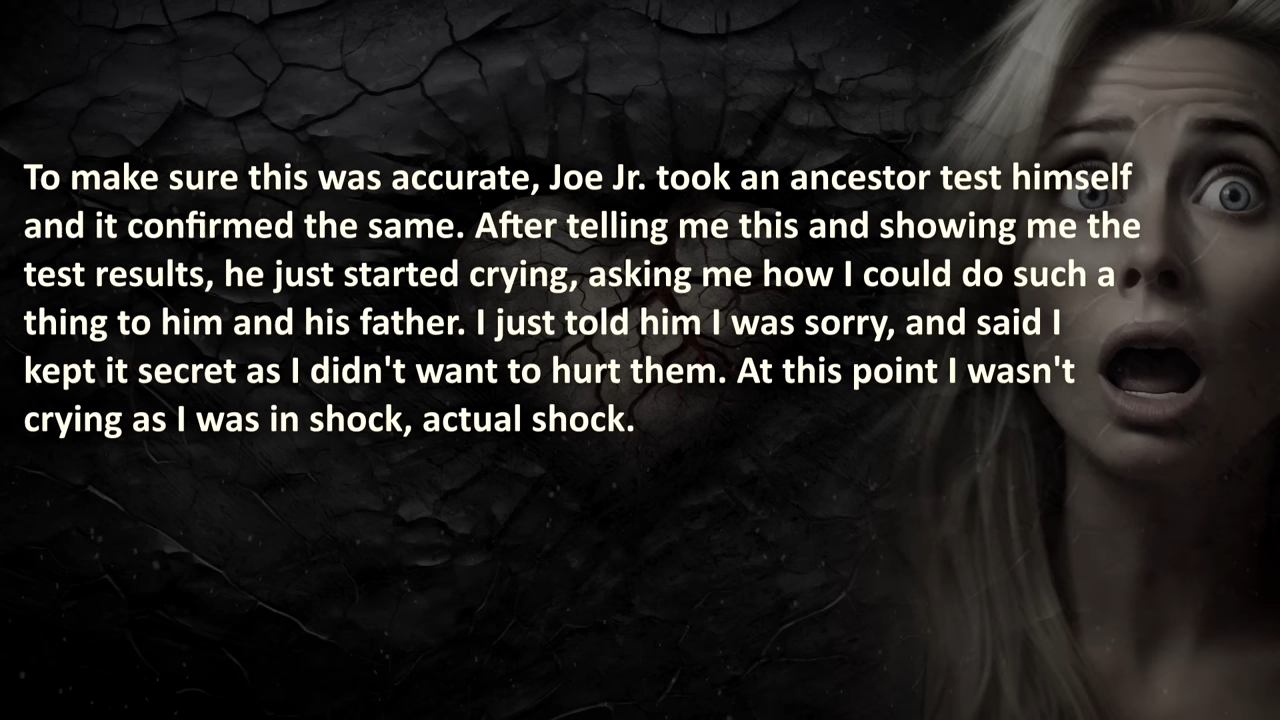 To make sure this was accurate, Joe Jr. took an ancestor test himself
and it confirmed the same. After telling me this and showing me the
test results, he just started crying, asking me how I could do such a
thing to him and his father. I just told him I was sorry, and said I
kept it secret as I didn't want to hurt them. At this point I wasn't
crying as I was in shock, actual shock.